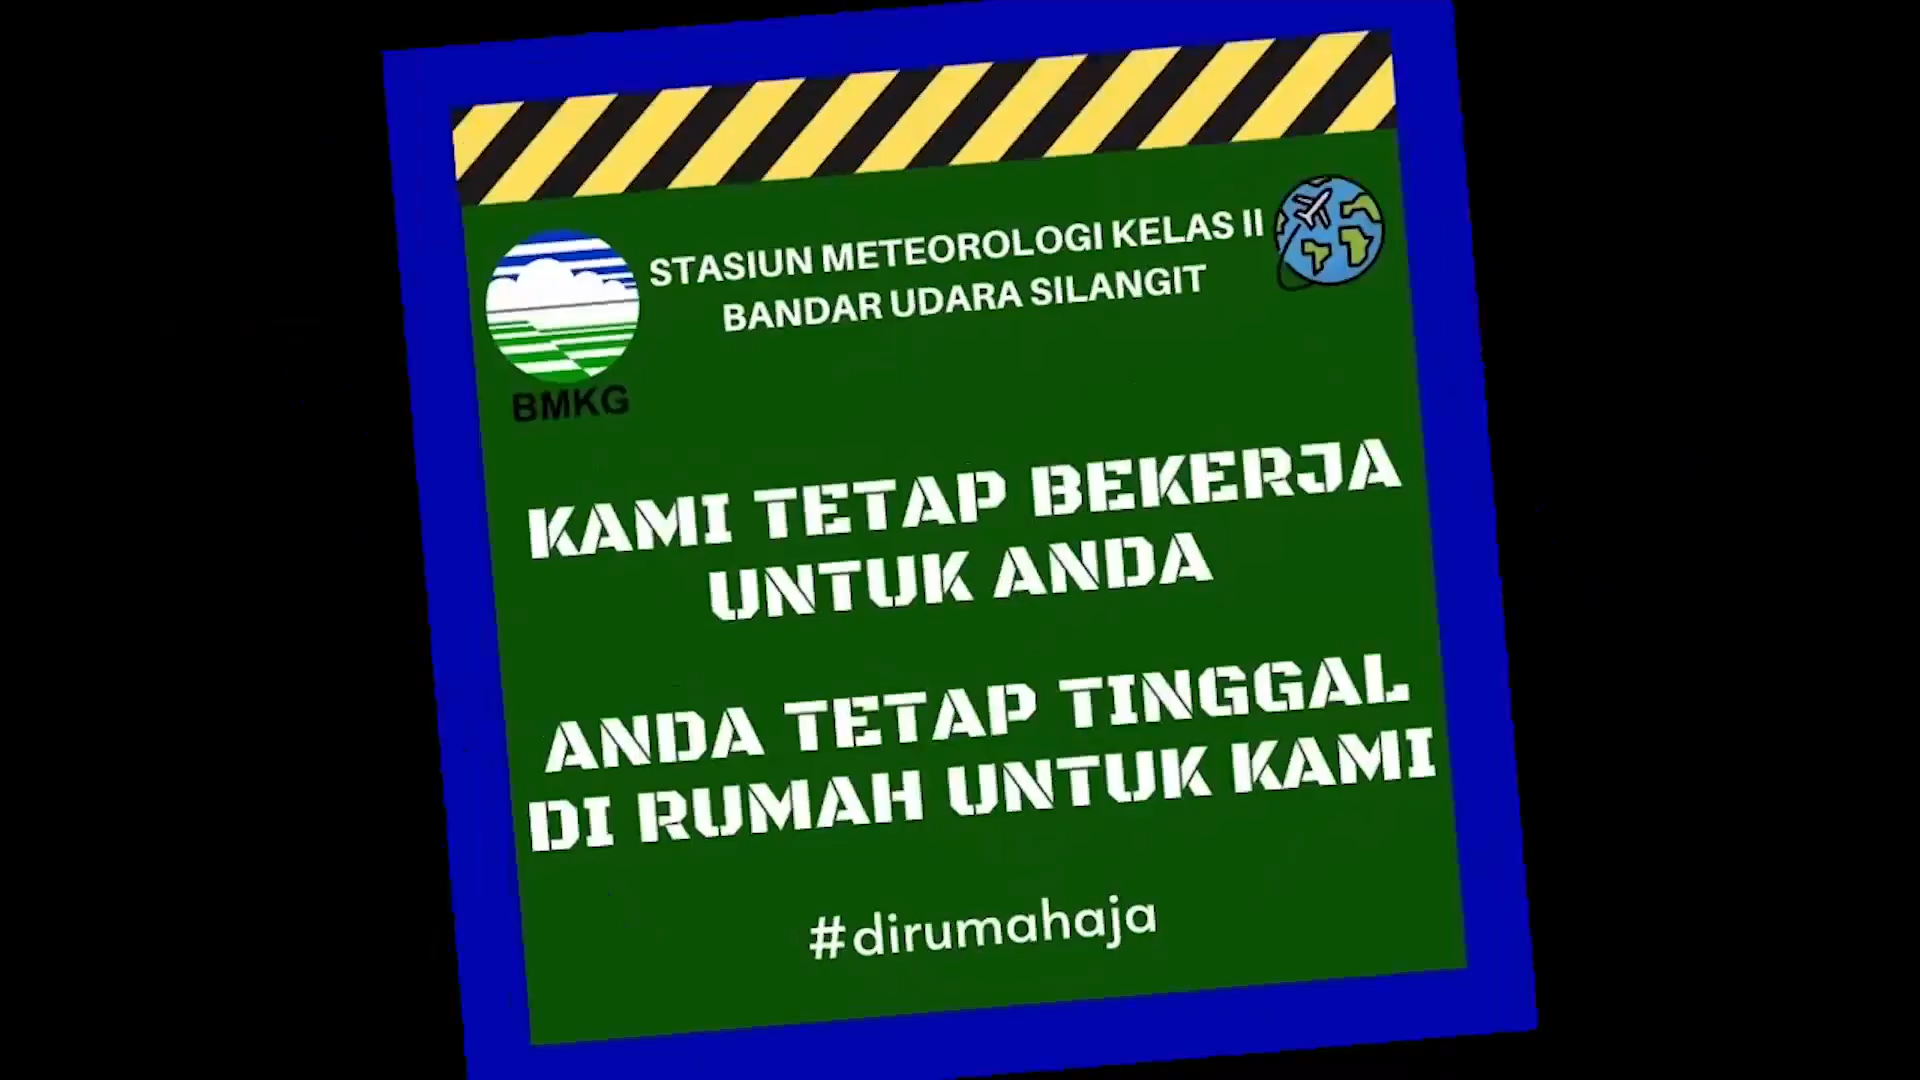 STASIUN METEOROLOGI KELAS II
BANDAR UDARA SILANGIT
BMKG
KAMI TETAP BEKERJA
UNTUK ANDA
ANDA TETAP TINGGAL
DI RUMAH UNTUK KAMI
#dirumahaja